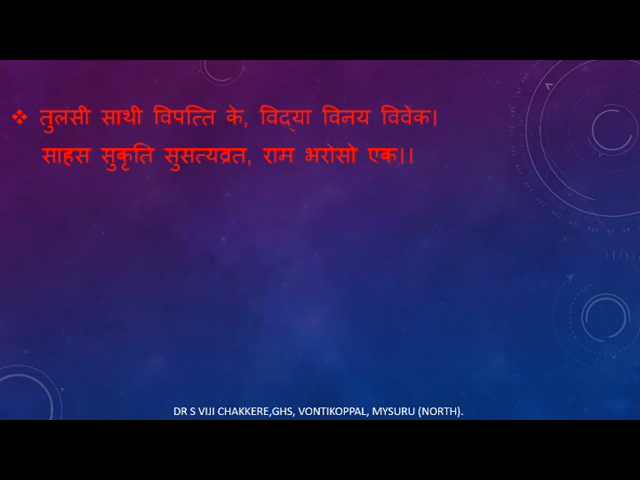 ❖ तुलसी साथी विपत्ति के, विद्या विनय विवेक।
साहस सुकृति सुसत्यव्रत, राम भरोसो एक।।
DR S VIJI CHAKKERE,GHS, VONTIKOPPAL, MYSURU (NORTH).